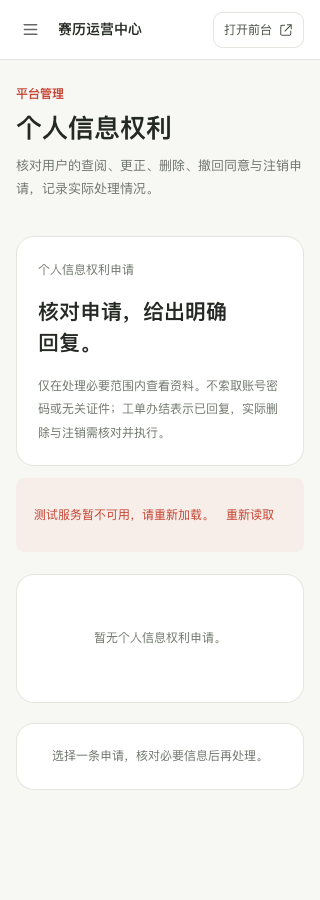 赛历运营中心
打开前台
平台管理
个人信息权利
核对用户的查阅、更正、删除、撤回同意与注销申
请，记录实际处理情况。
个人信息权利申请
核对申请，给出明确
回复。
仅在处理必要范围内查看资料。不索取账号密
码或无关证件；工单办结表示已回复，实际删
除与注销需核对并执行。
测试服务暂不可用，请重新加载。 重新读取
暂无个人信息权利申请。
选择一条申请，核对必要信息后再处理。